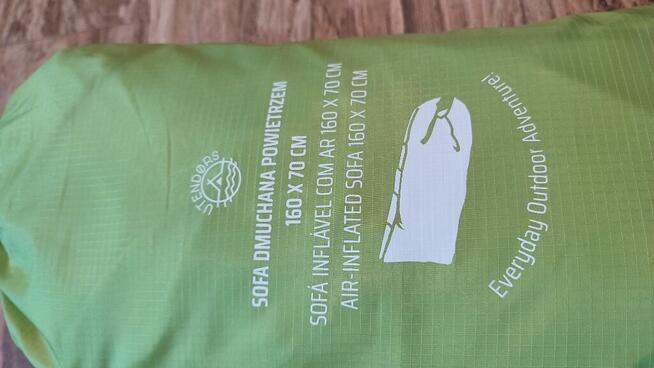 UTENDØRS
SOFA DMUCHANA POWIETRZEM
160 X 70 CM
SOFÁ INFLÁVEL COM AR 160 X 70 CM
AIR-INFLATED SOFA 160 X 70 CM
Everyday Outdoor Adventure!